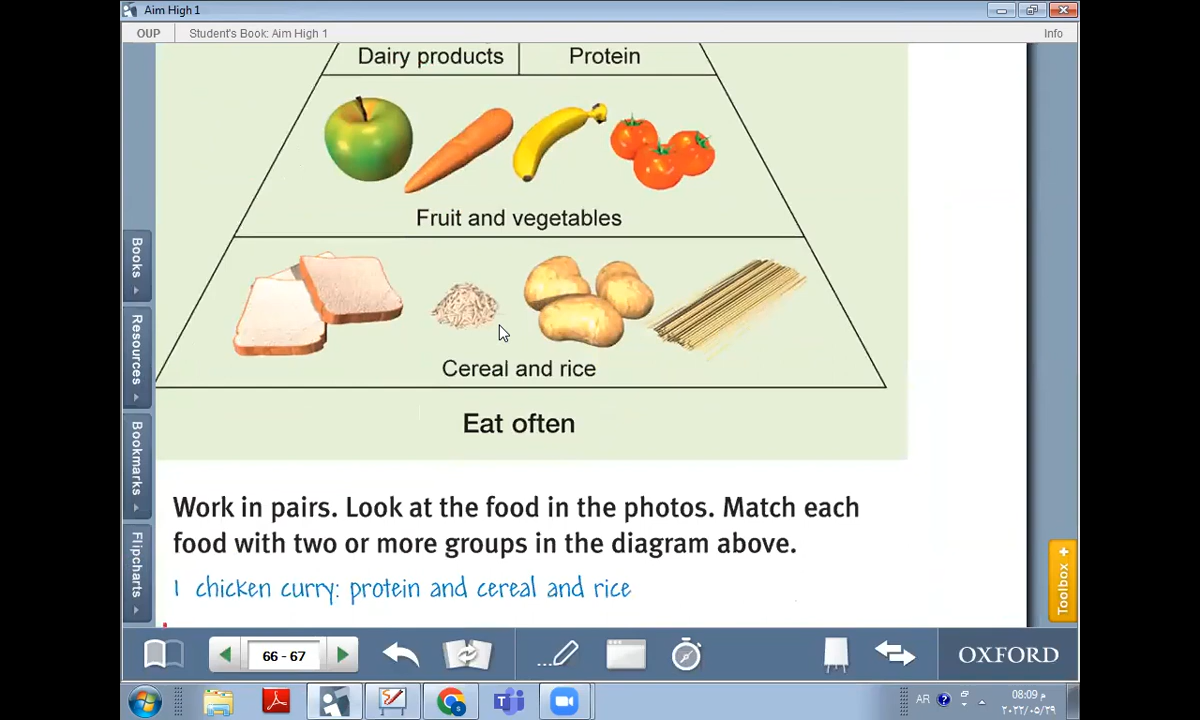 Aim High 1
OUP
Student's Book: Aim High 1
Info
Dairy products
Protein
Fruit and vegetables
Cereal and rice
Eat often
Books
Resources
Bookmarks
Flipcharts
Work in pairs. Look at the food in the photos. Match each
food with two or more groups in the diagram above.
1 chicken curry: protein and cereal and rice
Toolbox +
66 - 67
OXFORD
AR
08:09 م
٢٠٢٢/٠٥/٢٩